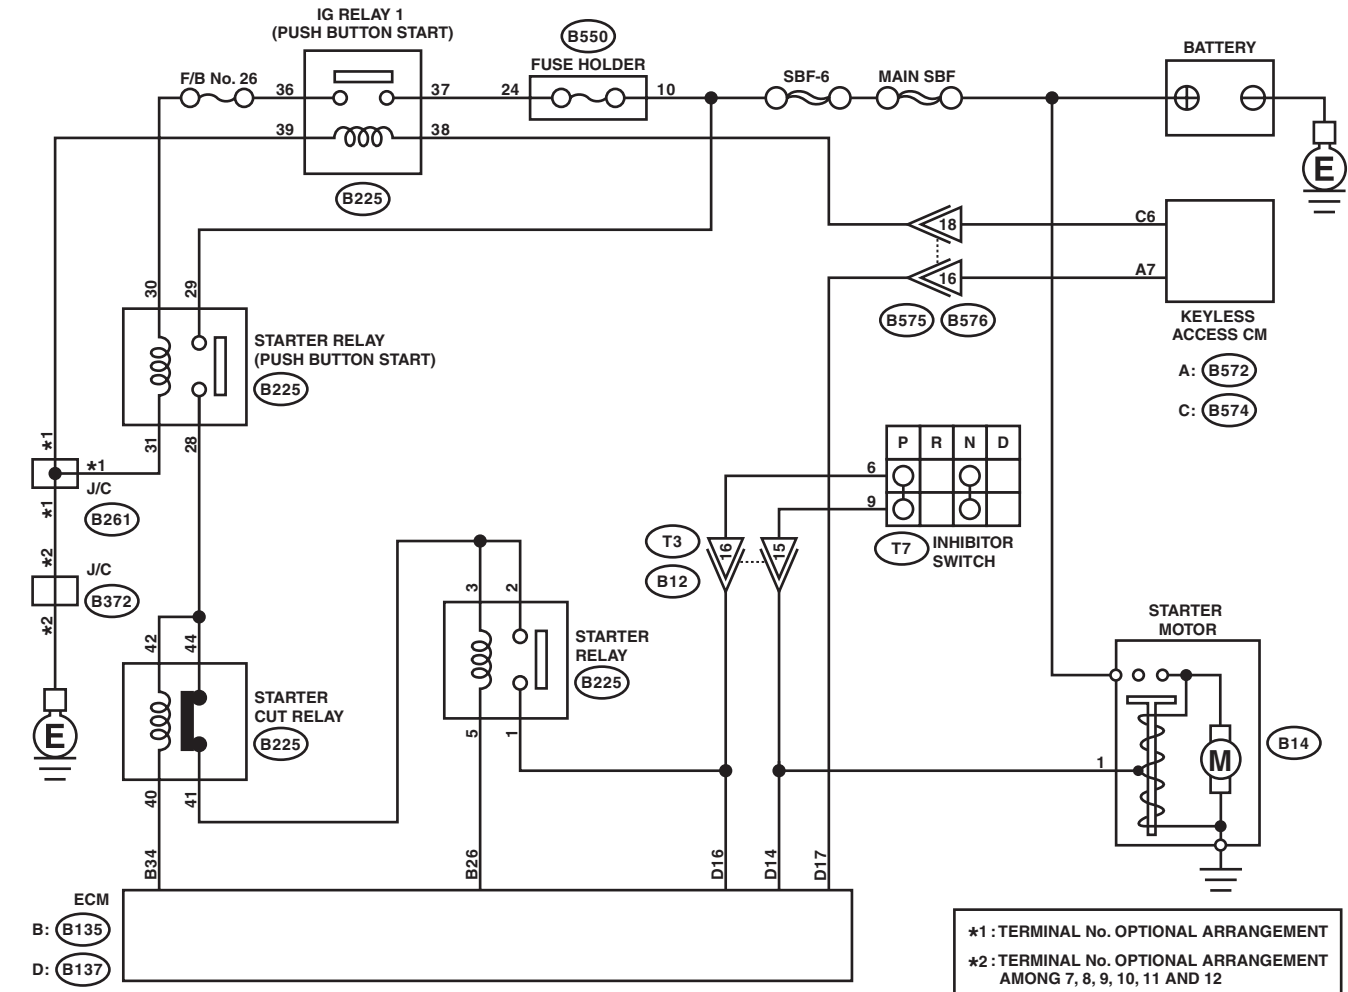 IG RELAY 1
(PUSH BUTTON START)
B550
F/B No. 26
FUSE HOLDER
SBF-6
MAIN SBF
BATTERY
36
37
24
10
39
38
E
B225
18
C6
16
A7
B575
B576
KEYLESS
ACCESS CM
A: B572
C: B574
30
29
STARTER RELAY
(PUSH BUTTON START)
B225
31
28
*1
*1
J/C
B261
*1
*2
J/C
B372
*2
E
P R N D
6
9
T7
INHIBITOR
SWITCH
T3
B12
16
15
3
2
STARTER
RELAY
B225
5
1
42
44
STARTER
CUT RELAY
B225
40
41
STARTER
MOTOR
1
M
B14
B34
B26
D16
D14
D17
ECM
B: B135
D: B137
*1 : TERMINAL No. OPTIONAL ARRANGEMENT
*2 : TERMINAL No. OPTIONAL ARRANGEMENT
AMONG 7, 8, 9, 10, 11 AND 12